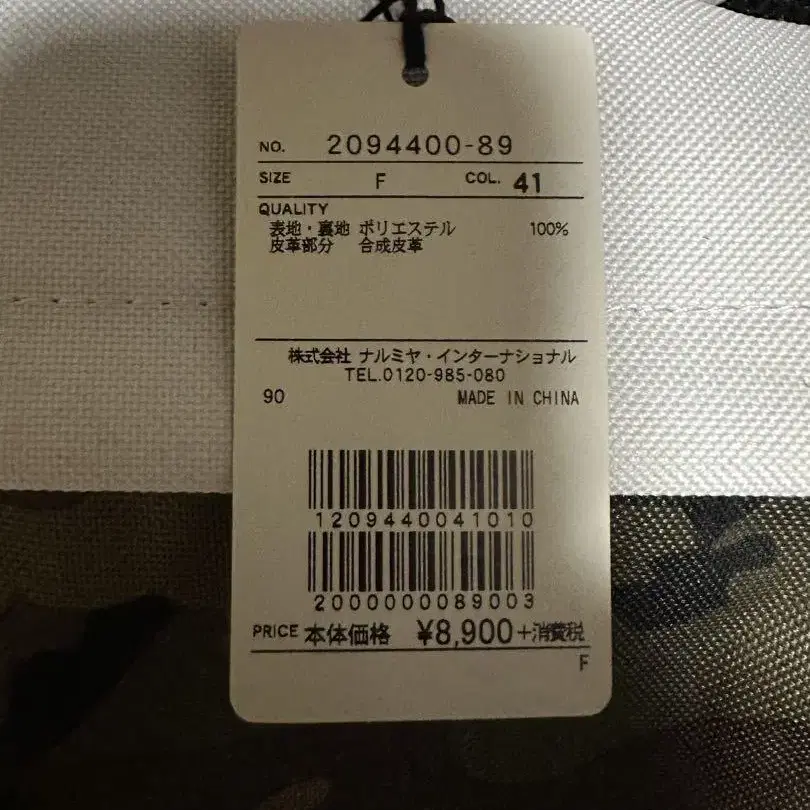 NO. 2094400-89
SIZE F COL. 41
QUALITY
表地・裏地 ポリエステル 100%
皮革部分 合成皮革
株式会社 ナルミヤ・インターナショナル
TEL.0120-985-080
90 MADE IN CHINA
1209440041010
2000000089003
PRICE 本体価格 ¥8,900+消費税
F